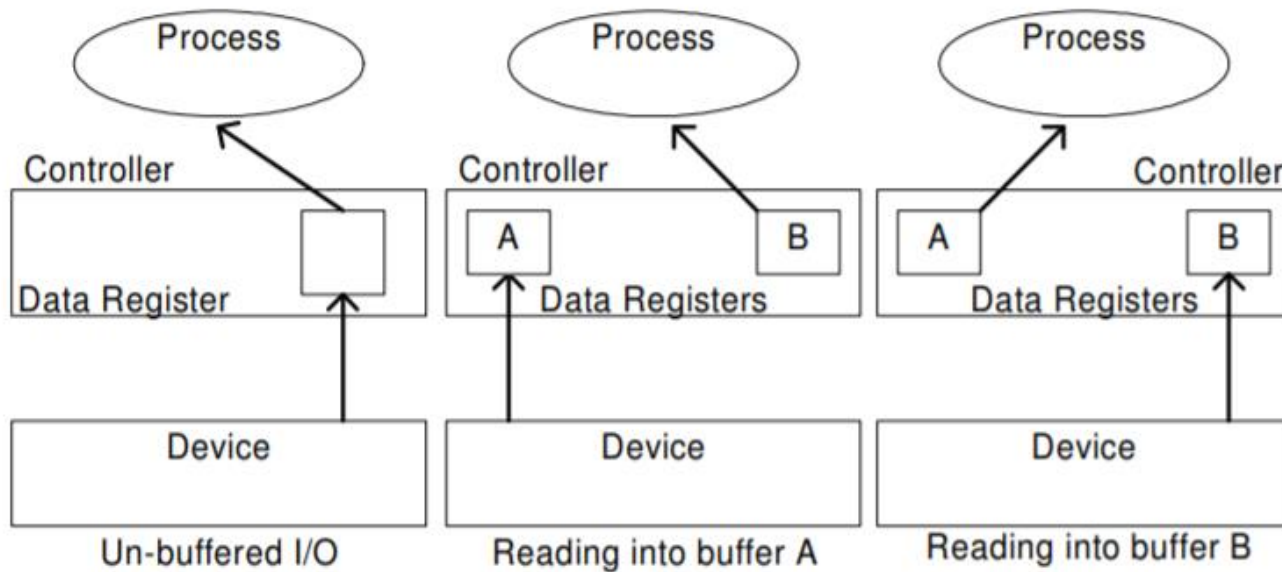 Process
Controller
Data Register
Device
Un-buffered I/O
Process
Controller
A
B
Data Registers
Device
Reading into buffer A
Process
Controller
A
B
Data Registers
Device
Reading into buffer B